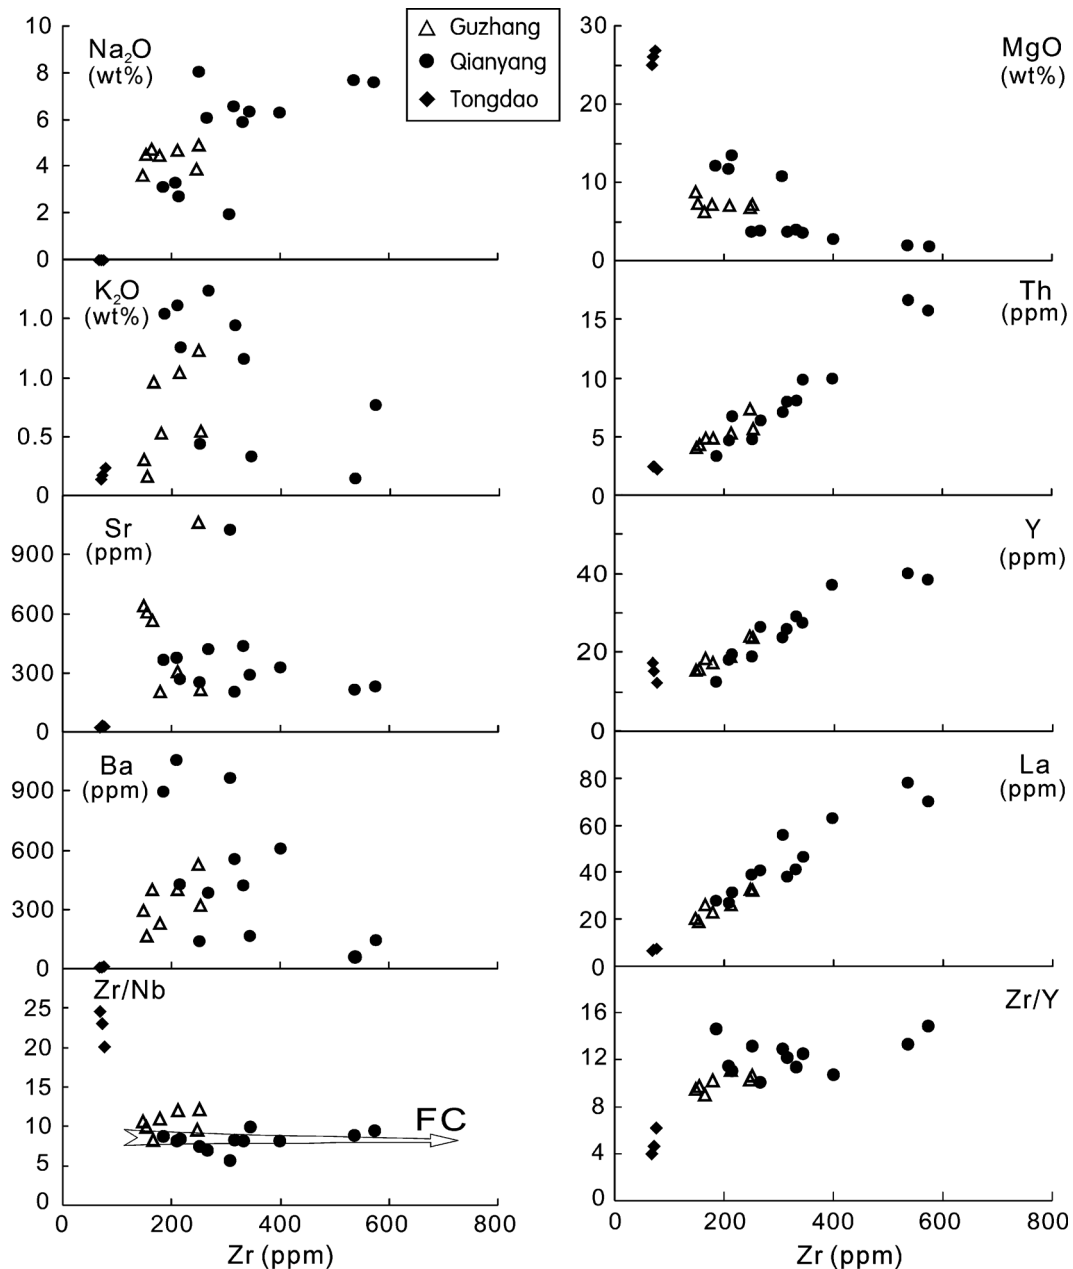 Guzhang
Qianyang
Tongdao
10
8
6
4
2
0
Na₂O
(wt%)
30
20
10
0
MgO
(wt%)
1.0
1.0
0.5
0
K₂O
(wt%)
15
10
5
0
Th
(ppm)
900
600
300
0
Sr
(ppm)
40
20
0
Y
(ppm)
900
600
300
0
Ba
(ppm)
80
60
40
20
0
La
(ppm)
25
20
15
10
5
0
Zr/Nb
FC
16
12
8
4
0
Zr/Y
0 200 400 600 800
Zr (ppm)
0 200 400 600 800
Zr (ppm)